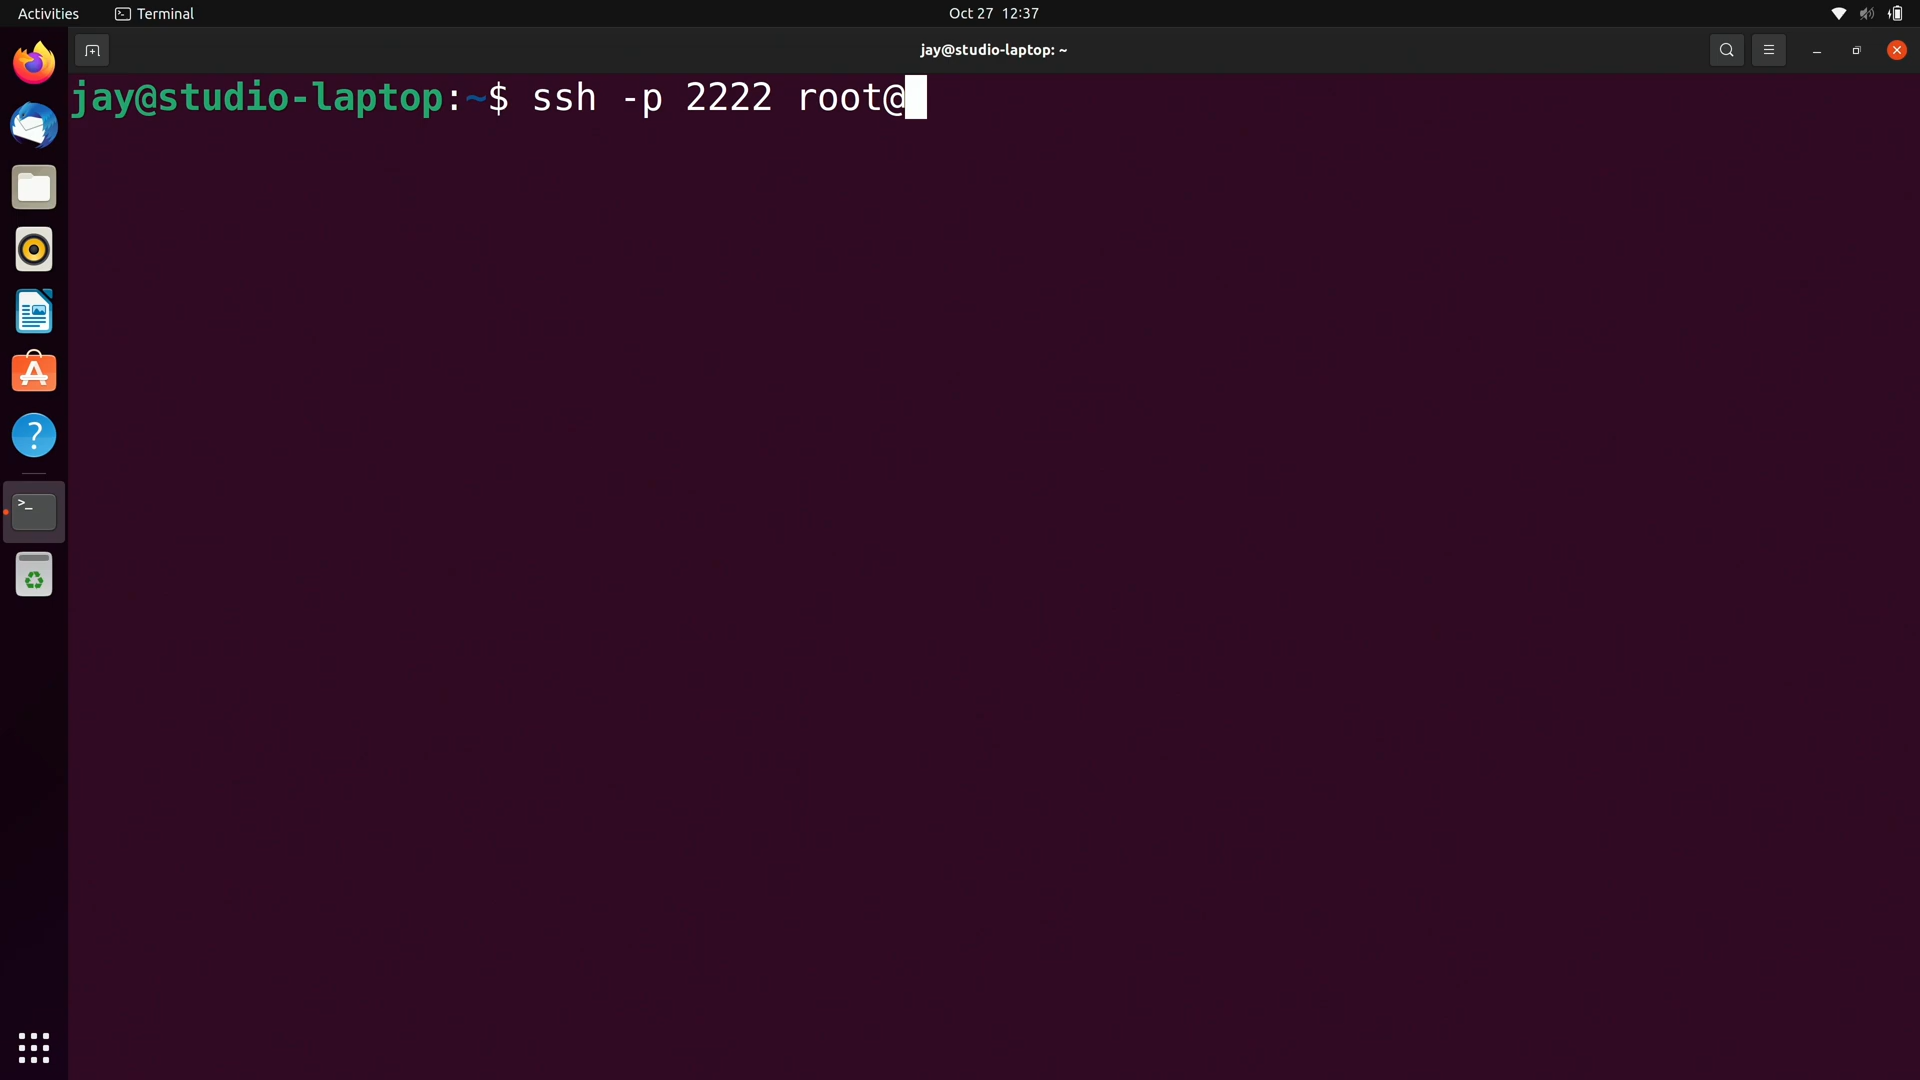 Activities
Terminal
Oct 27 12:37
jay@studio-laptop: ~
jay@studio-laptop:~$ ssh -p 2222 root@